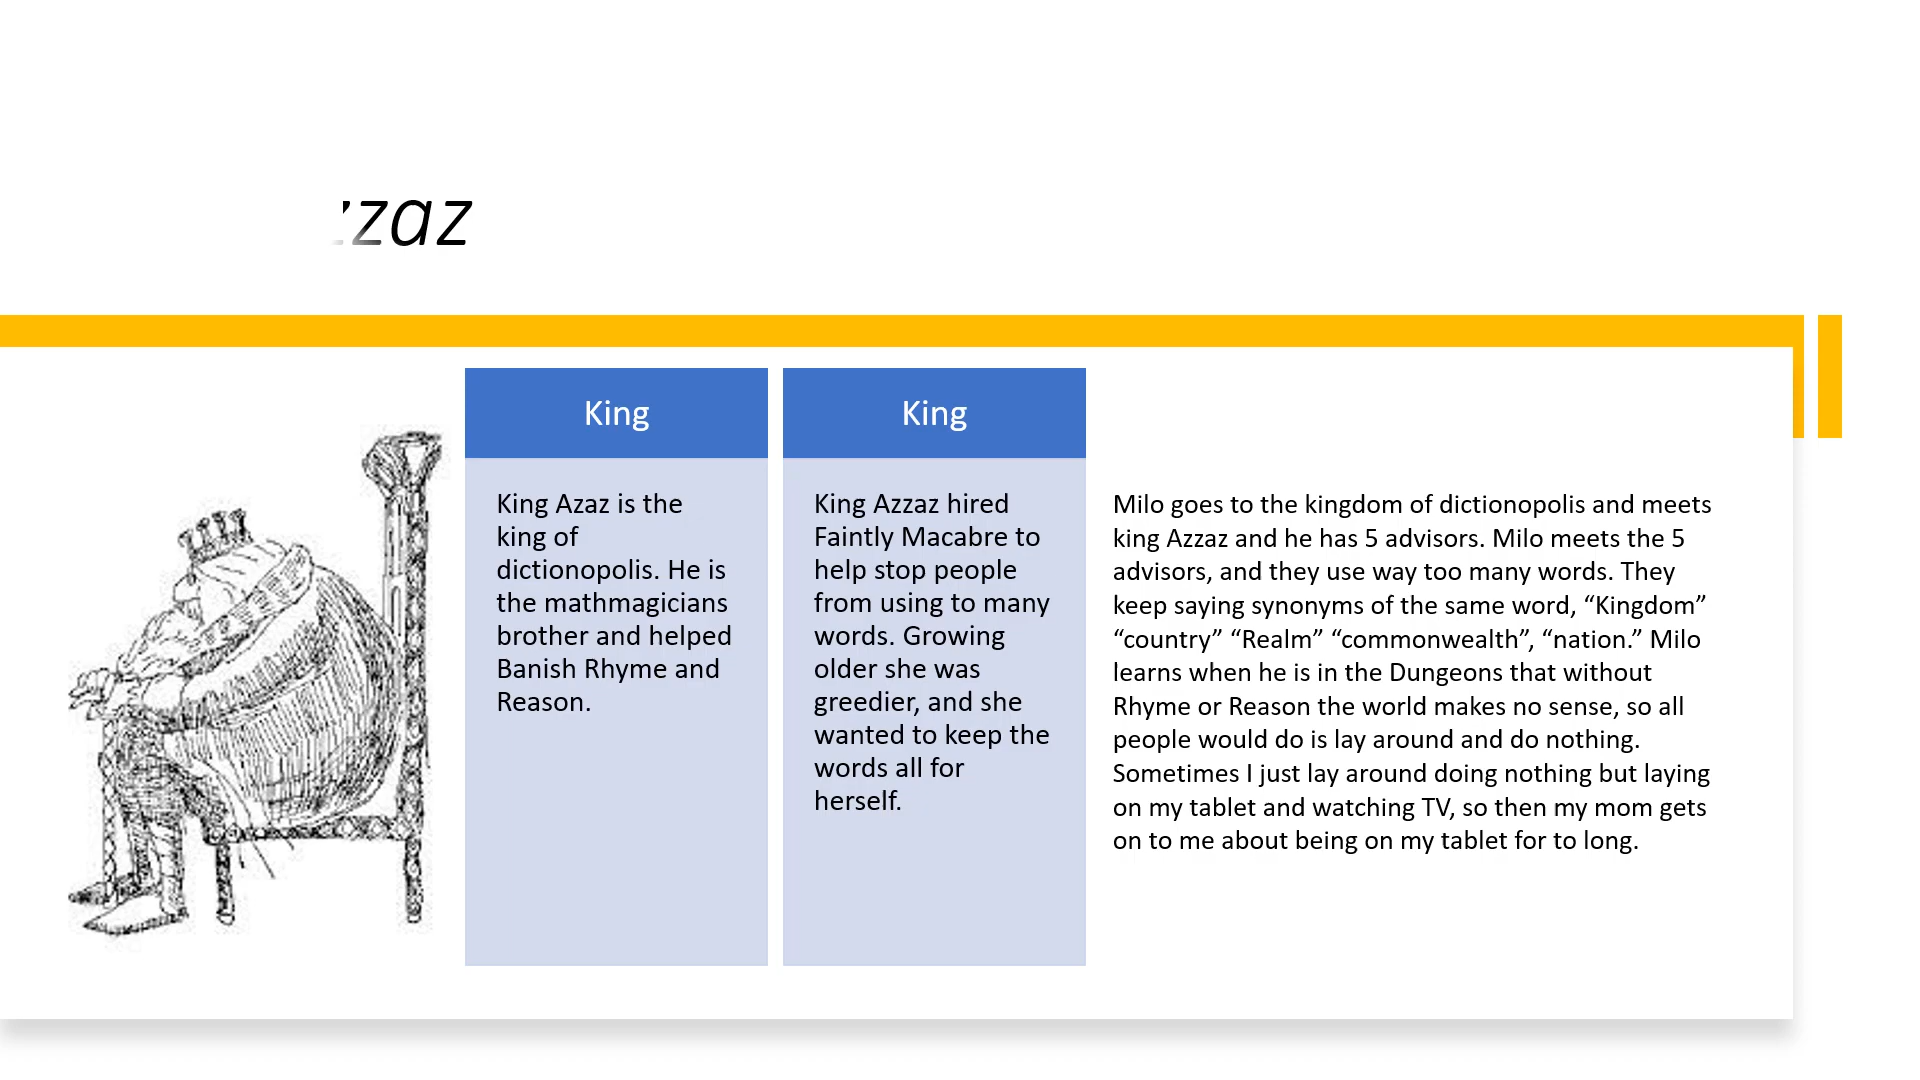 zzaz
King
King Azaz is the
king of
dictionopolis. He is
the mathmagicians
brother and helped
Banish Rhyme and
Reason.
King
King Azzaz hired
Faintly Macabre to
help stop people
from using to many
words. Growing
older she was
greedier, and she
wanted to keep the
words all for
herself.
Milo goes to the kingdom of dictionopolis and meets
king Azzaz and he has 5 advisors. Milo meets the 5
advisors, and they use way too many words. They
keep saying synonyms of the same word, “Kingdom”
“country” “Realm” “commonwealth”, “nation.” Milo
learns when he is in the Dungeons that without
Rhyme or Reason the world makes no sense, so all
people would do is lay around and do nothing.
Sometimes I just lay around doing nothing but laying
on my tablet and watching TV, so then my mom gets
on to me about being on my tablet for to long.